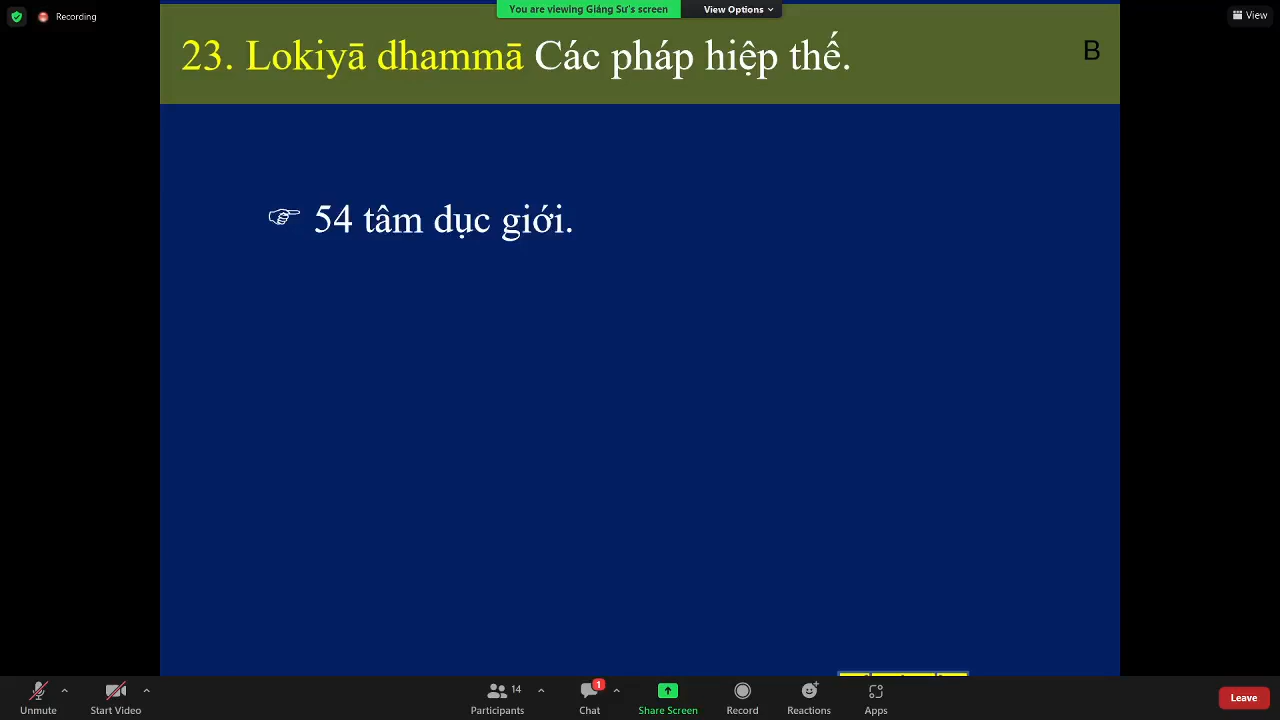 Recording
You are viewing Giảng Sư's screen
View Options
View
23. Lokiyā dhammā Các pháp hiệp thế.
B
☞ 54 tâm dục giới.
Unmute
Start Video
14
Participants
1
Chat
Share Screen
Record
Reactions
Apps
Leave